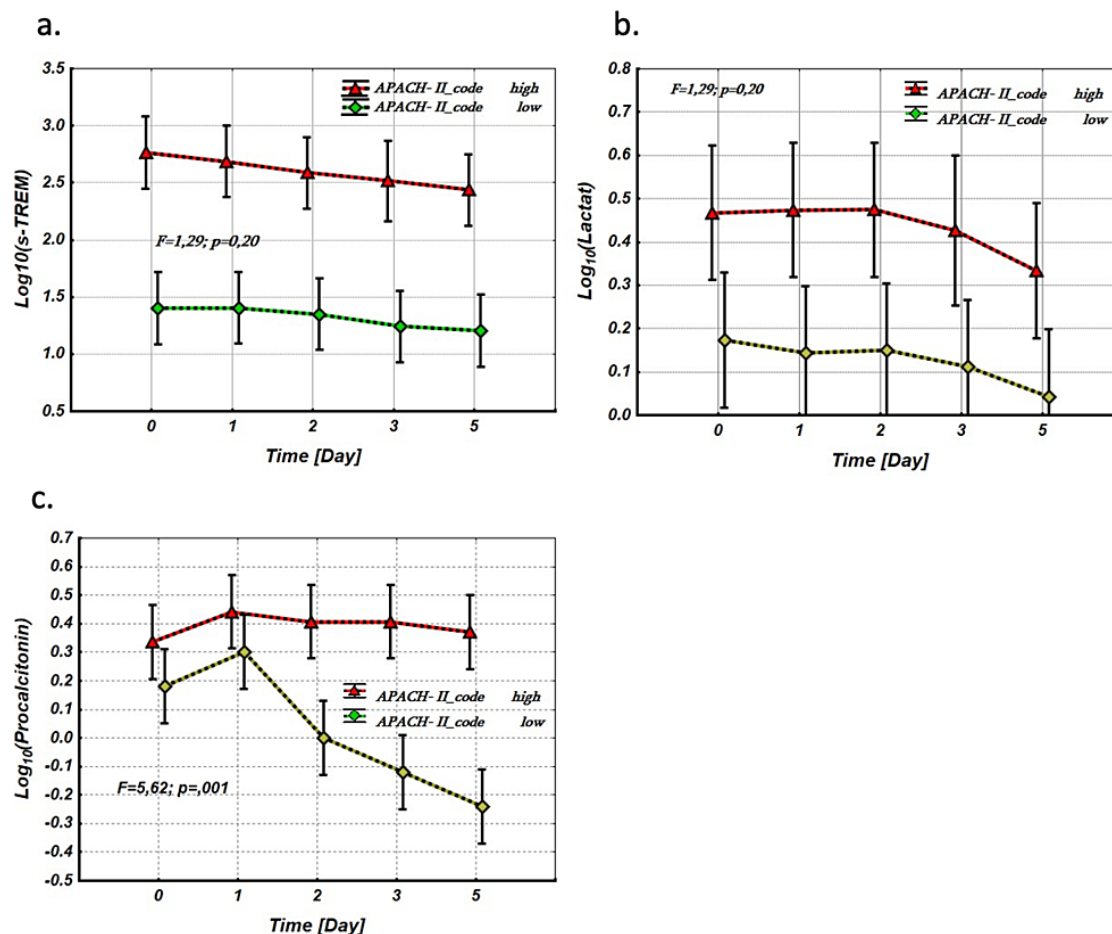 a.
3.5
3.0
2.5
2.0
1.5
1.0
0.5
Log10(s-TREM)
APACH- II_code high
APACH- II_code low
F=1,29; p=0,20
0 1 2 3 5
Time [Day]
b.
0.8
0.7
0.6
0.5
0.4
0.3
0.2
0.1
0.0
Log10(Lactat)
F=1,29; p=0,20
APACH- II_code high
APACH- II_code low
0 1 2 3 5
Time [Day]
c.
0.7
0.6
0.5
0.4
0.3
0.2
0.1
0.0
-0.1
-0.2
-0.3
-0.4
-0.5
Log10(Procalcitonin)
APACH- II_code high
APACH- II_code low
F=5,62; p=,001
0 1 2 3 5
Time [Day]